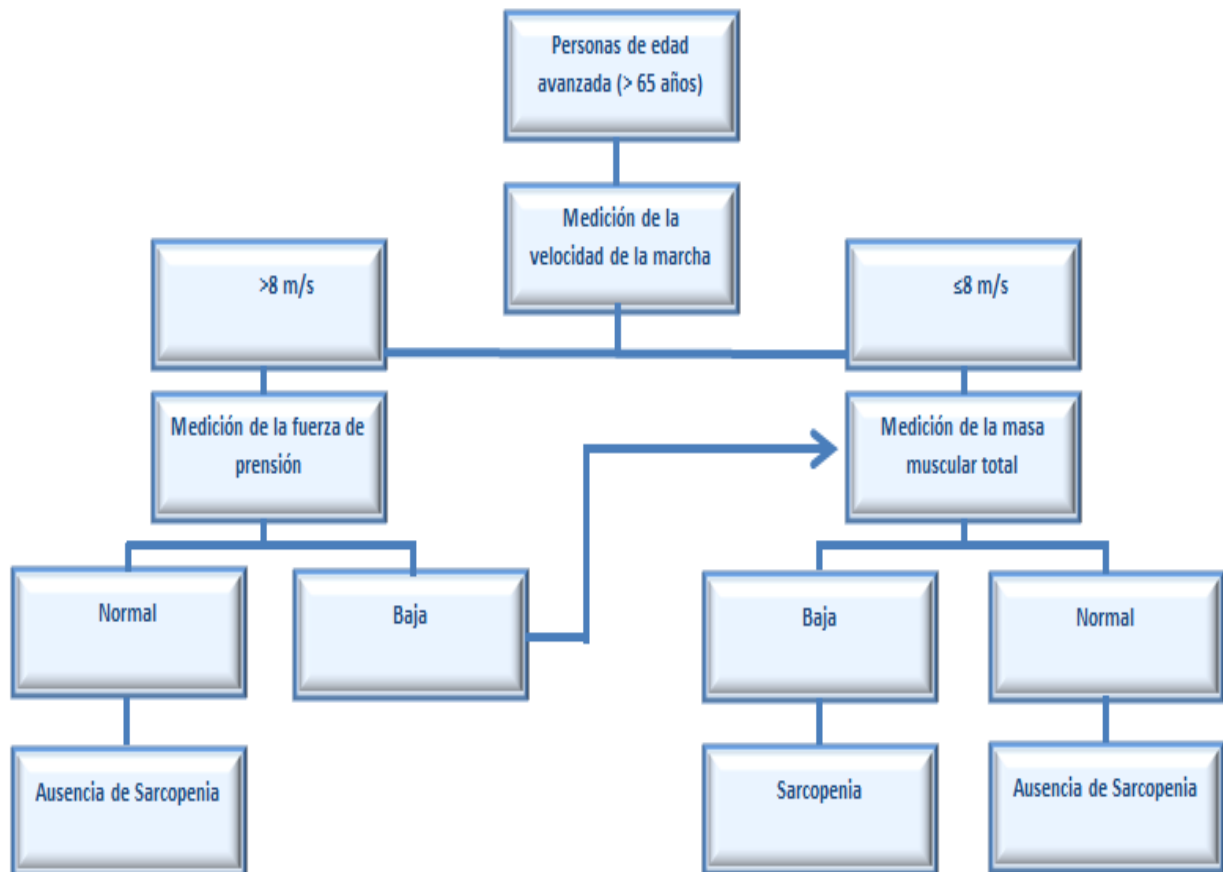 Personas de edad
avanzada (> 65 años)
Medición de la
velocidad de la marcha
>8 m/s
≤8 m/s
Medición de la fuerza de
prensión
Medición de la masa
muscular total
Normal
Baja
Baja
Normal
Ausencia de Sarcopenia
Sarcopenia
Ausencia de Sarcopenia